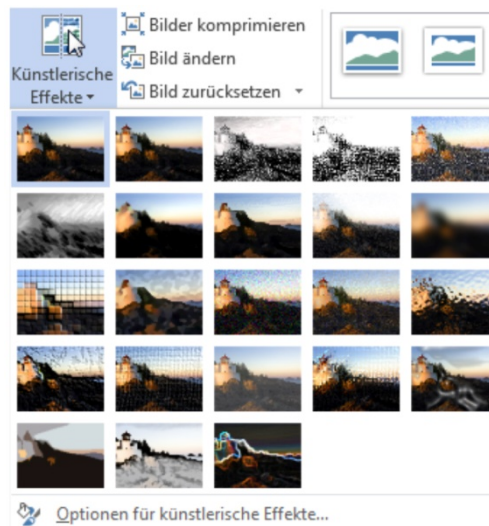 Bilder komprimieren
Bild ändern
Künstlerische
Effekte
Bild zurücksetzen
Optionen für künstlerische Effekte...